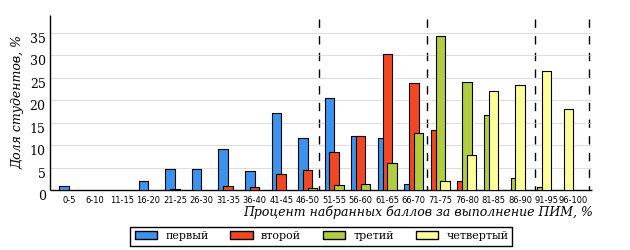 Доля студентов, %
35
30
25
20
15
10
5
0
0-5 6-10 11-15 16-20 21-25 26-30 31-35 36-40 41-45 46-50 51-55 56-60 61-65 66-70 71-75 76-80 81-85 86-90 91-95 96-100
Процент набранных баллов за выполнение ПИМ, %
первый второй третий четвертый